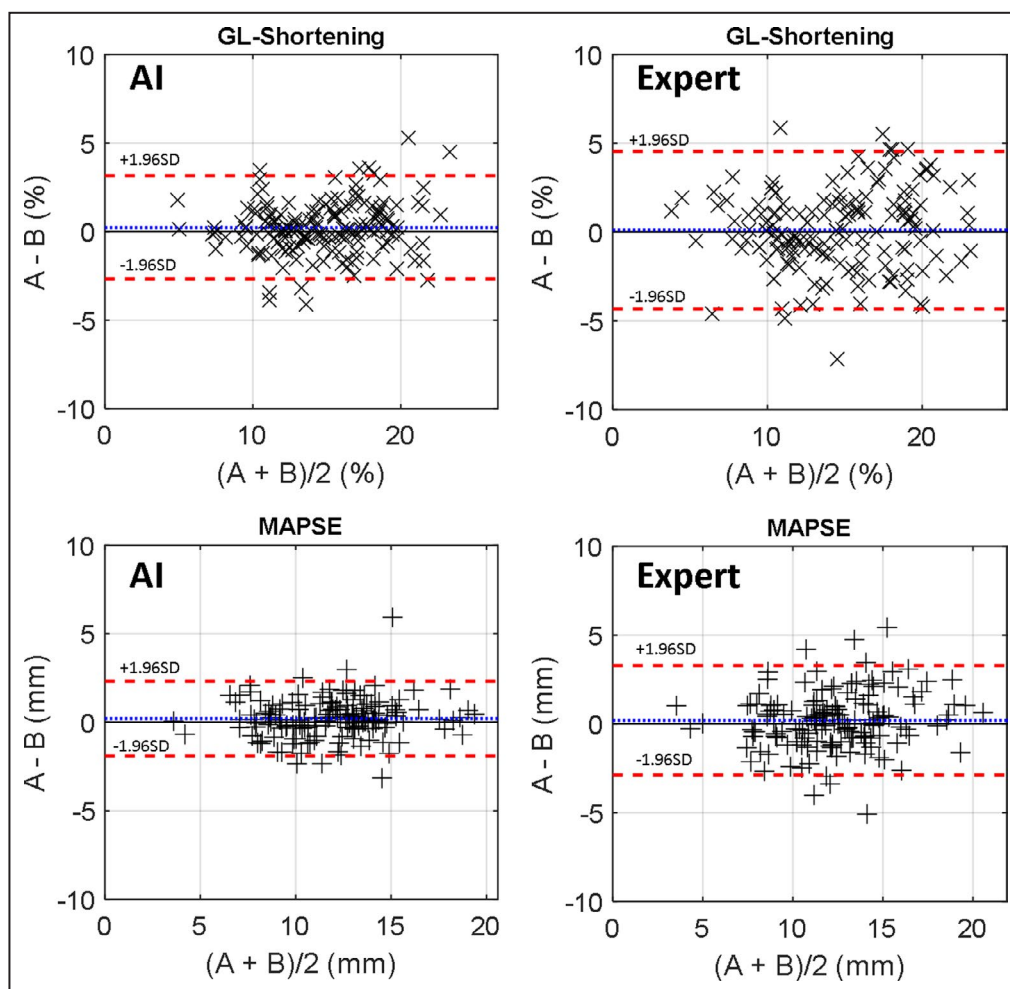 GL-Shortening
AI
10
5
0
-5
-10
+1.96SD
-1.96SD
A - B (%)
0 10 20
(A + B)/2 (%)
GL-Shortening
Expert
10
5
0
-5
-10
+1.96SD
-1.96SD
A - B (%)
0 10 20
(A + B)/2 (%)
MAPSE
AI
10
5
0
-5
-10
+1.96SD
-1.96SD
A - B (mm)
0 5 10 15 20
(A + B)/2 (mm)
MAPSE
Expert
10
5
0
-5
-10
+1.96SD
-1.96SD
A - B (mm)
0 5 10 15 20
(A + B)/2 (mm)